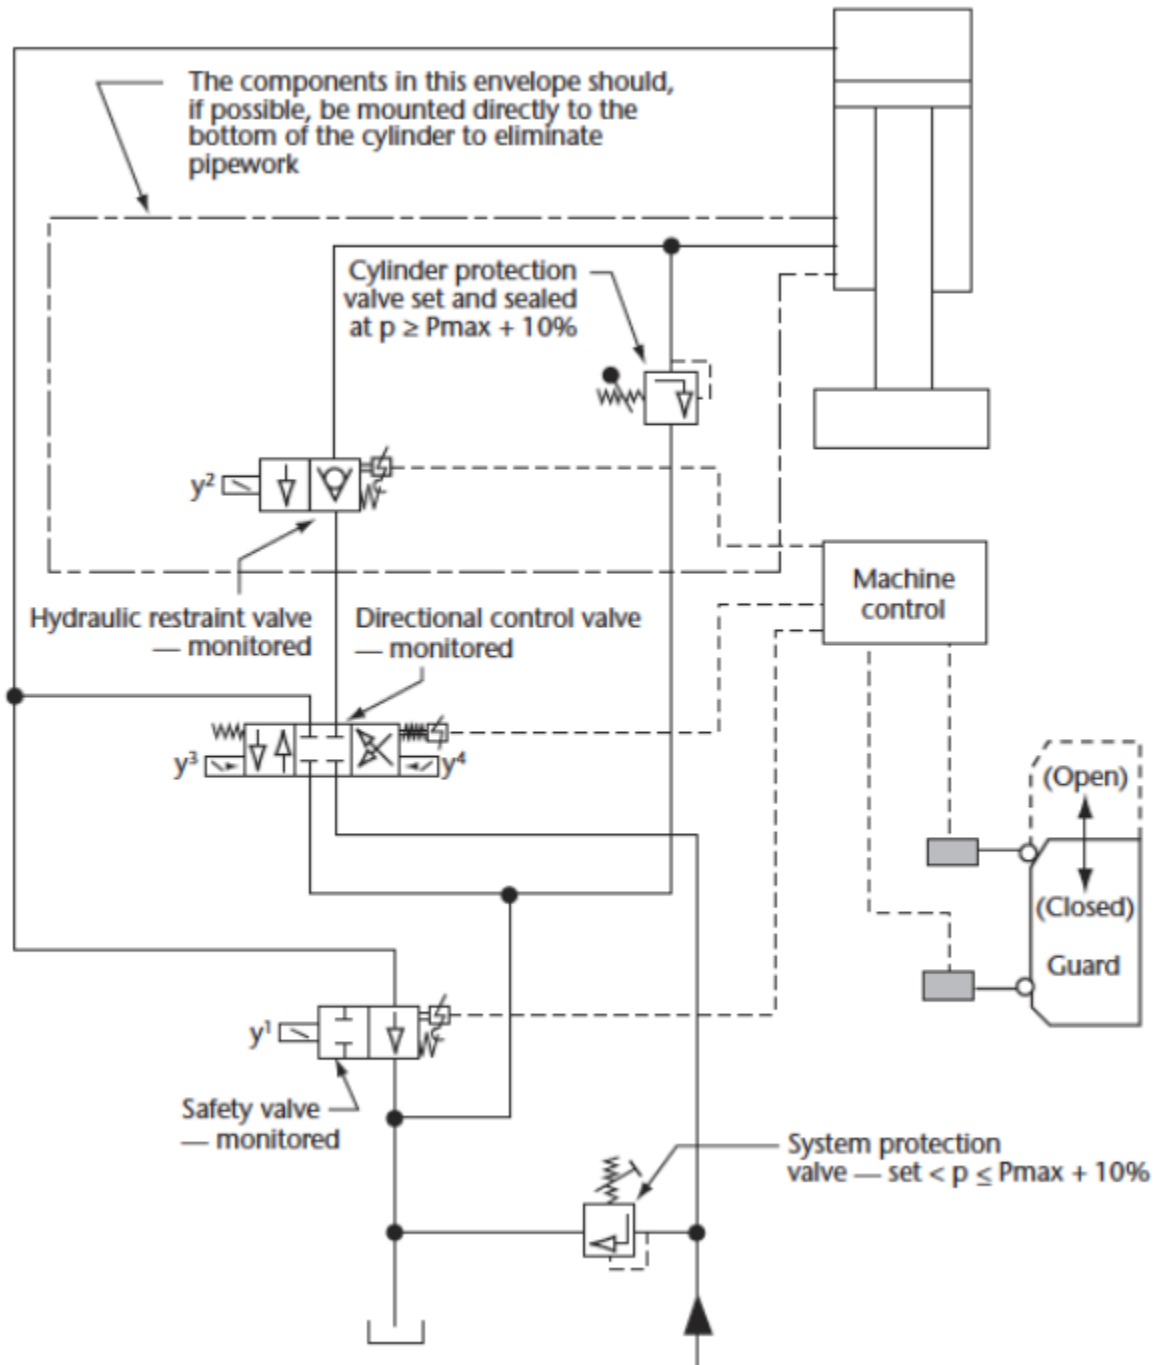 The components in this envelope should,
if possible, be mounted directly to the
bottom of the cylinder to eliminate
pipework
Cylinder protection
valve set and sealed
at p ≥ Pmax + 10%
y²
Hydraulic restraint valve
— monitored
Directional control valve
— monitored
Machine
control
y³
y⁴
(Open)
(Closed)
Guard
y¹
Safety valve
— monitored
System protection
valve — set < p ≤ Pmax + 10%